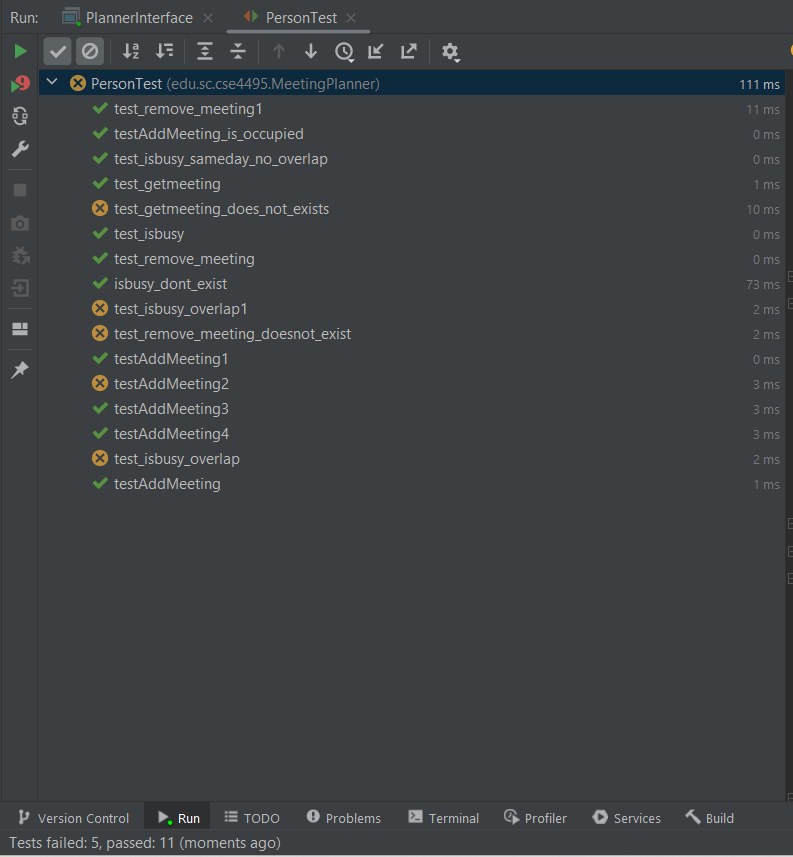 Run: PlannerInterface PersonTest
PersonTest (edu.sc.cse4495.MeetingPlanner) 111 ms
test_remove_meeting1 11 ms
testAddMeeting_is_occupied 0 ms
test_isbusy_sameday_no_overlap 0 ms
test_getmeeting 1 ms
test_getmeeting_does_not_exists 10 ms
test_isbusy 0 ms
test_remove_meeting 0 ms
isbusy_dont_exist 73 ms
test_isbusy_overlap1 2 ms
test_remove_meeting_doesnot_exist 2 ms
testAddMeeting1 0 ms
testAddMeeting2 3 ms
testAddMeeting3 3 ms
testAddMeeting4 3 ms
test_isbusy_overlap 2 ms
testAddMeeting 1 ms
Version Control Run TODO Problems Terminal Profiler Services Build
Tests failed: 5, passed: 11 (moments ago)